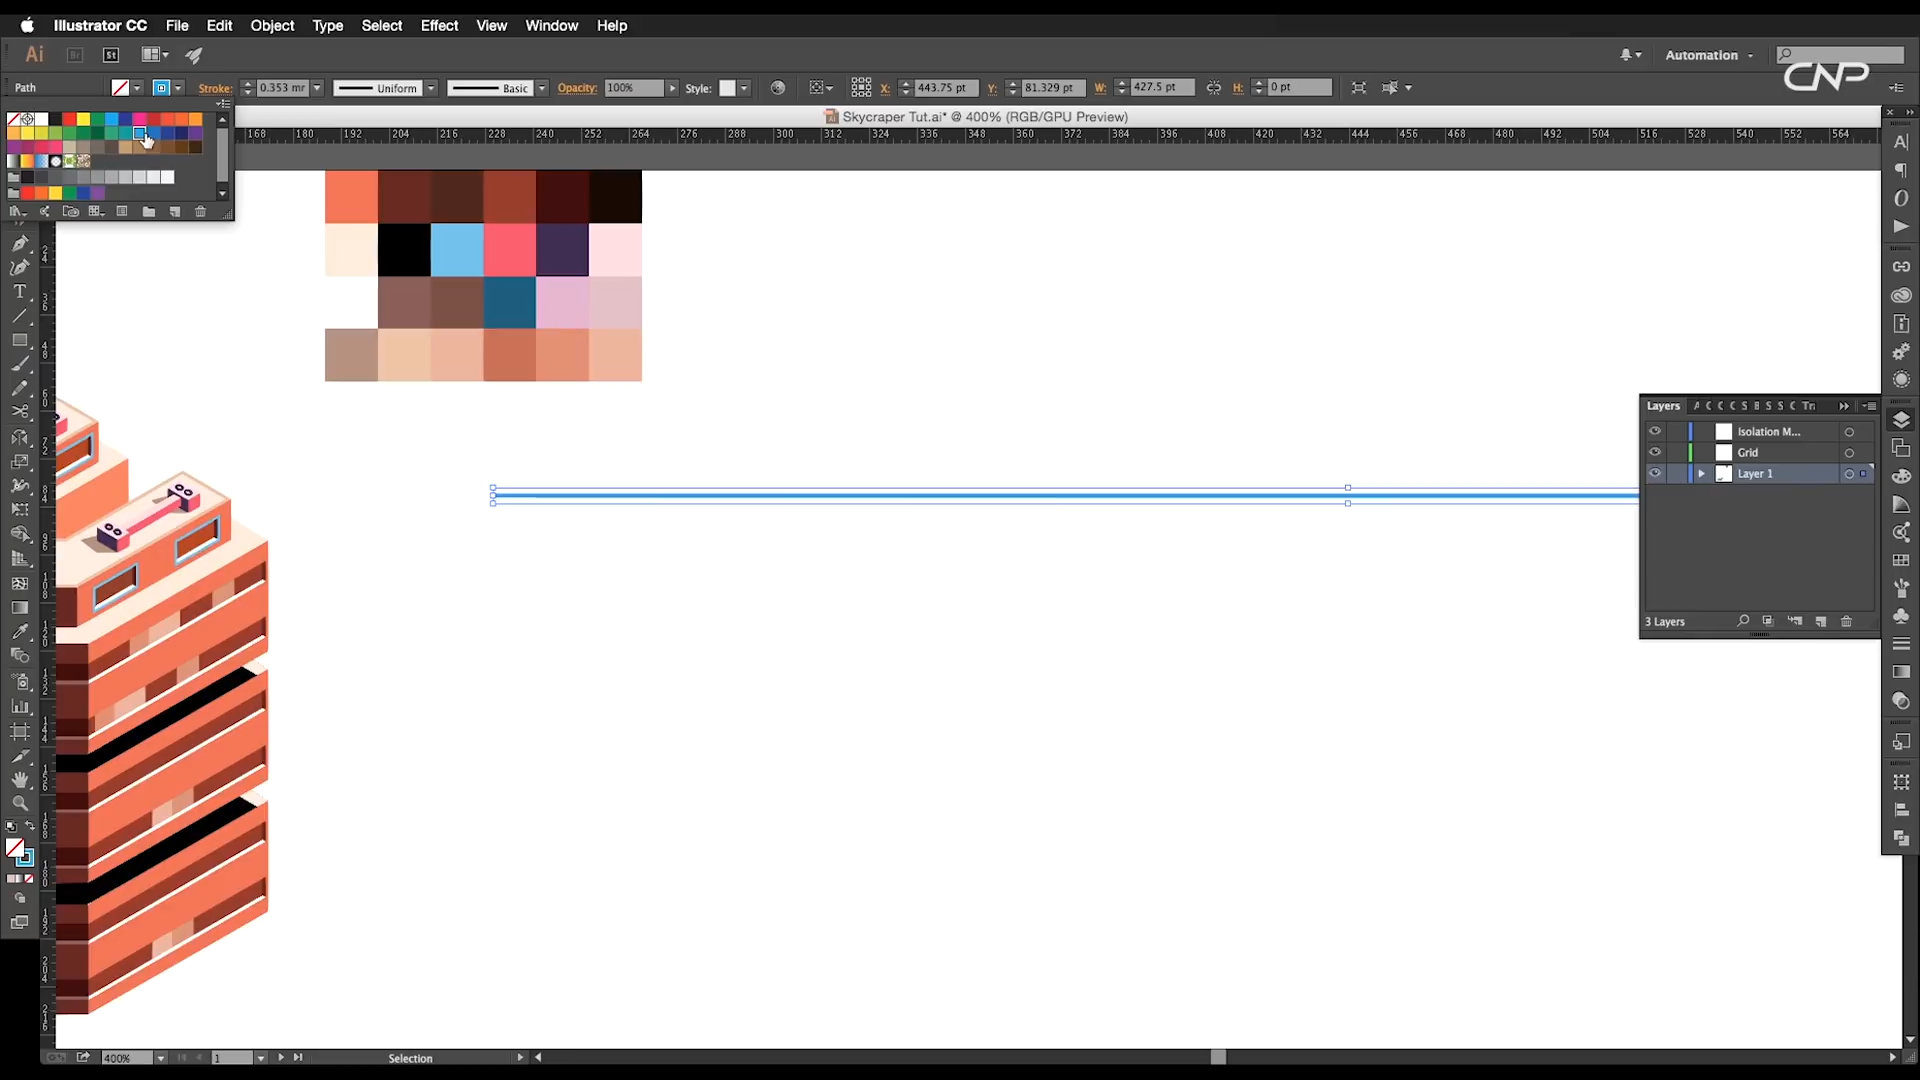 Illustrator CC File Edit Object Type Select Effect View Window Help
Ai Br St Automation
CNP
Path Stroke: 0.353 mr Uniform Basic Opacity: 100% Style: X: 443.75 pt Y: 81.329 pt W: 427.5 pt H: 0 pt
Skycraper Tut.ai* @ 400% (RGB/GPU Preview)
168 180 192 204 216 228 240 252 264 276 288 300 312 324 336 348 360 372 384 396 408 420 432 444 456 468 480 492 504 516 528 540 552 564
Layers A C C C S B S S C Tr
Isolation M...
Grid
Layer 1
3 Layers
400% 1 Selection